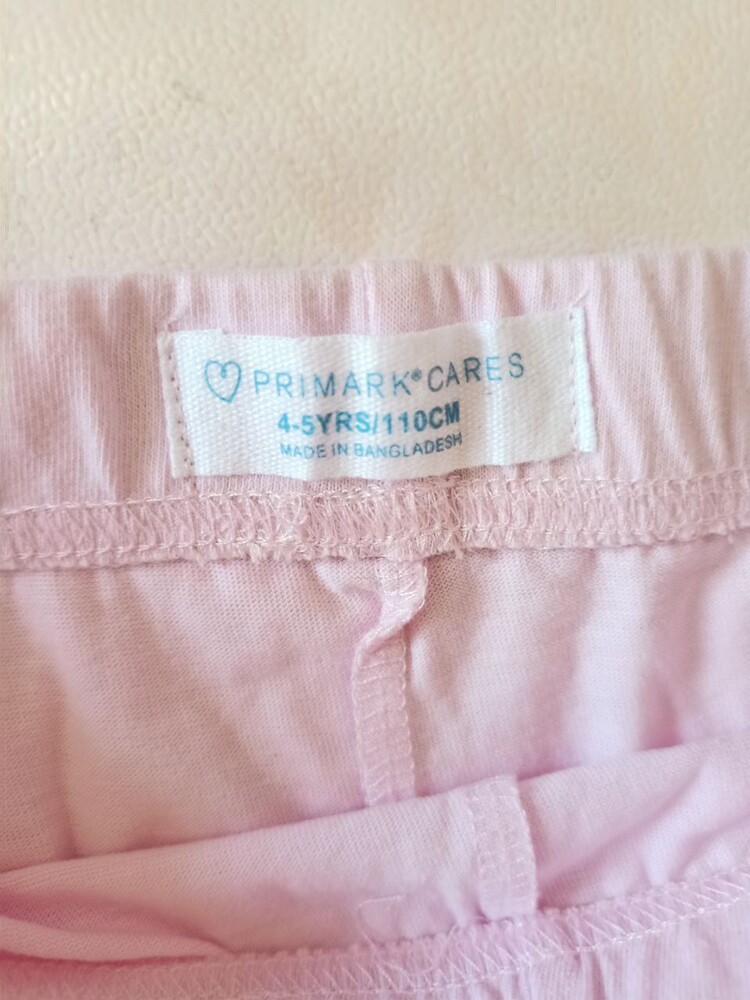 PRIMARK® CARES
4-5YRS/110CM
MADE IN BANGLADESH